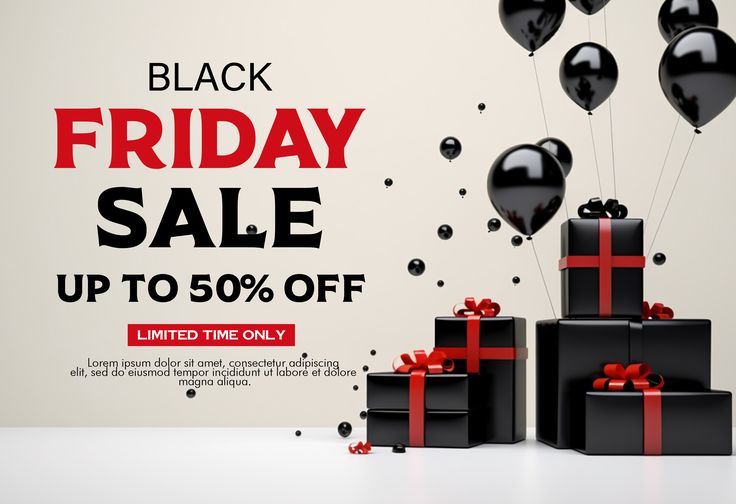 BLACK
FRIDAY
SALE
UP TO 50% OFF
LIMITED TIME ONLY
Lorem ipsum dolor sit amet, consectetur adipiscing
elit, sed do eiusmod tempor incididunt ut labore et dolore
magna aliqua.